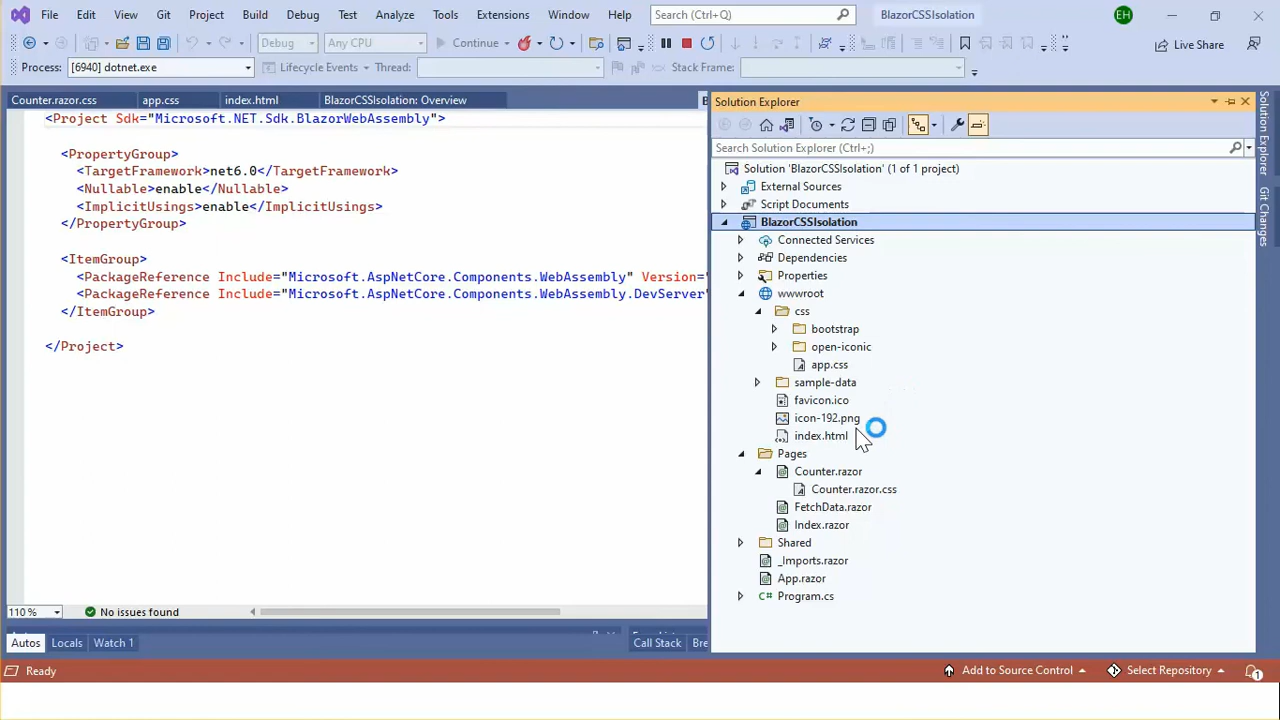 File Edit View Git Project Build Debug Test Analyze Tools Extensions Window Help Search (Ctrl+Q) BlazorCSSIsolation EH
Debug Any CPU Continue Live Share
Process: [6940] dotnet.exe Lifecycle Events Thread: Stack Frame:
Counter.razor.css app.css index.html BlazorCSSIsolation: Overview
<Project Sdk="Microsoft.NET.Sdk.BlazorWebAssembly">
<PropertyGroup>
<TargetFramework>net6.0</TargetFramework>
<Nullable>enable</Nullable>
<ImplicitUsings>enable</ImplicitUsings>
</PropertyGroup>
<ItemGroup>
<PackageReference Include="Microsoft.AspNetCore.Components.WebAssembly" Version="
<PackageReference Include="Microsoft.AspNetCore.Components.WebAssembly.DevServer"
</ItemGroup>
</Project>
110 % No issues found
Autos Locals Watch 1 Call Stack Bre
Solution Explorer
Search Solution Explorer (Ctrl+;)
Solution 'BlazorCSSIsolation' (1 of 1 project)
External Sources
Script Documents
BlazorCSSIsolation
Connected Services
Dependencies
Properties
wwwroot
css
bootstrap
open-iconic
app.css
sample-data
favicon.ico
icon-192.png
index.html
Pages
Counter.razor
Counter.razor.css
FetchData.razor
Index.razor
Shared
_Imports.razor
App.razor
Program.cs
Solution Explorer
Git Changes
Ready Add to Source Control Select Repository 1